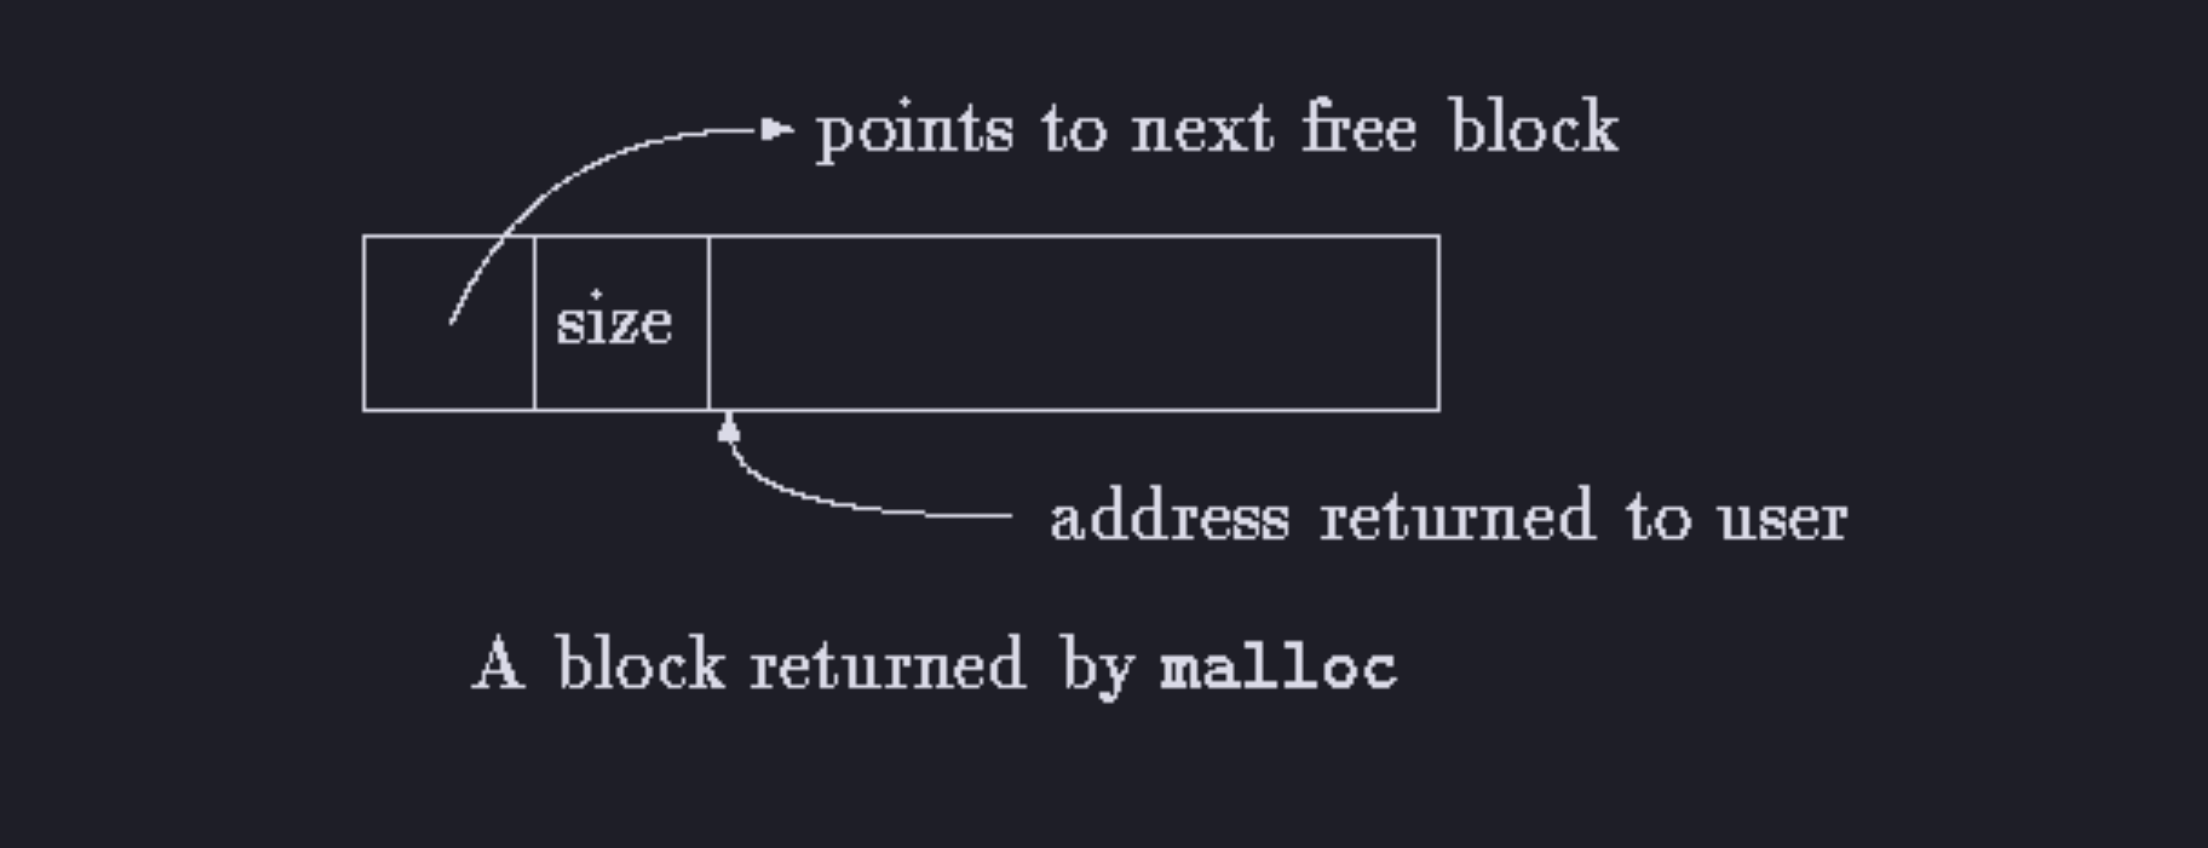 points to next free block
size
address returned to user
A block returned by malloc